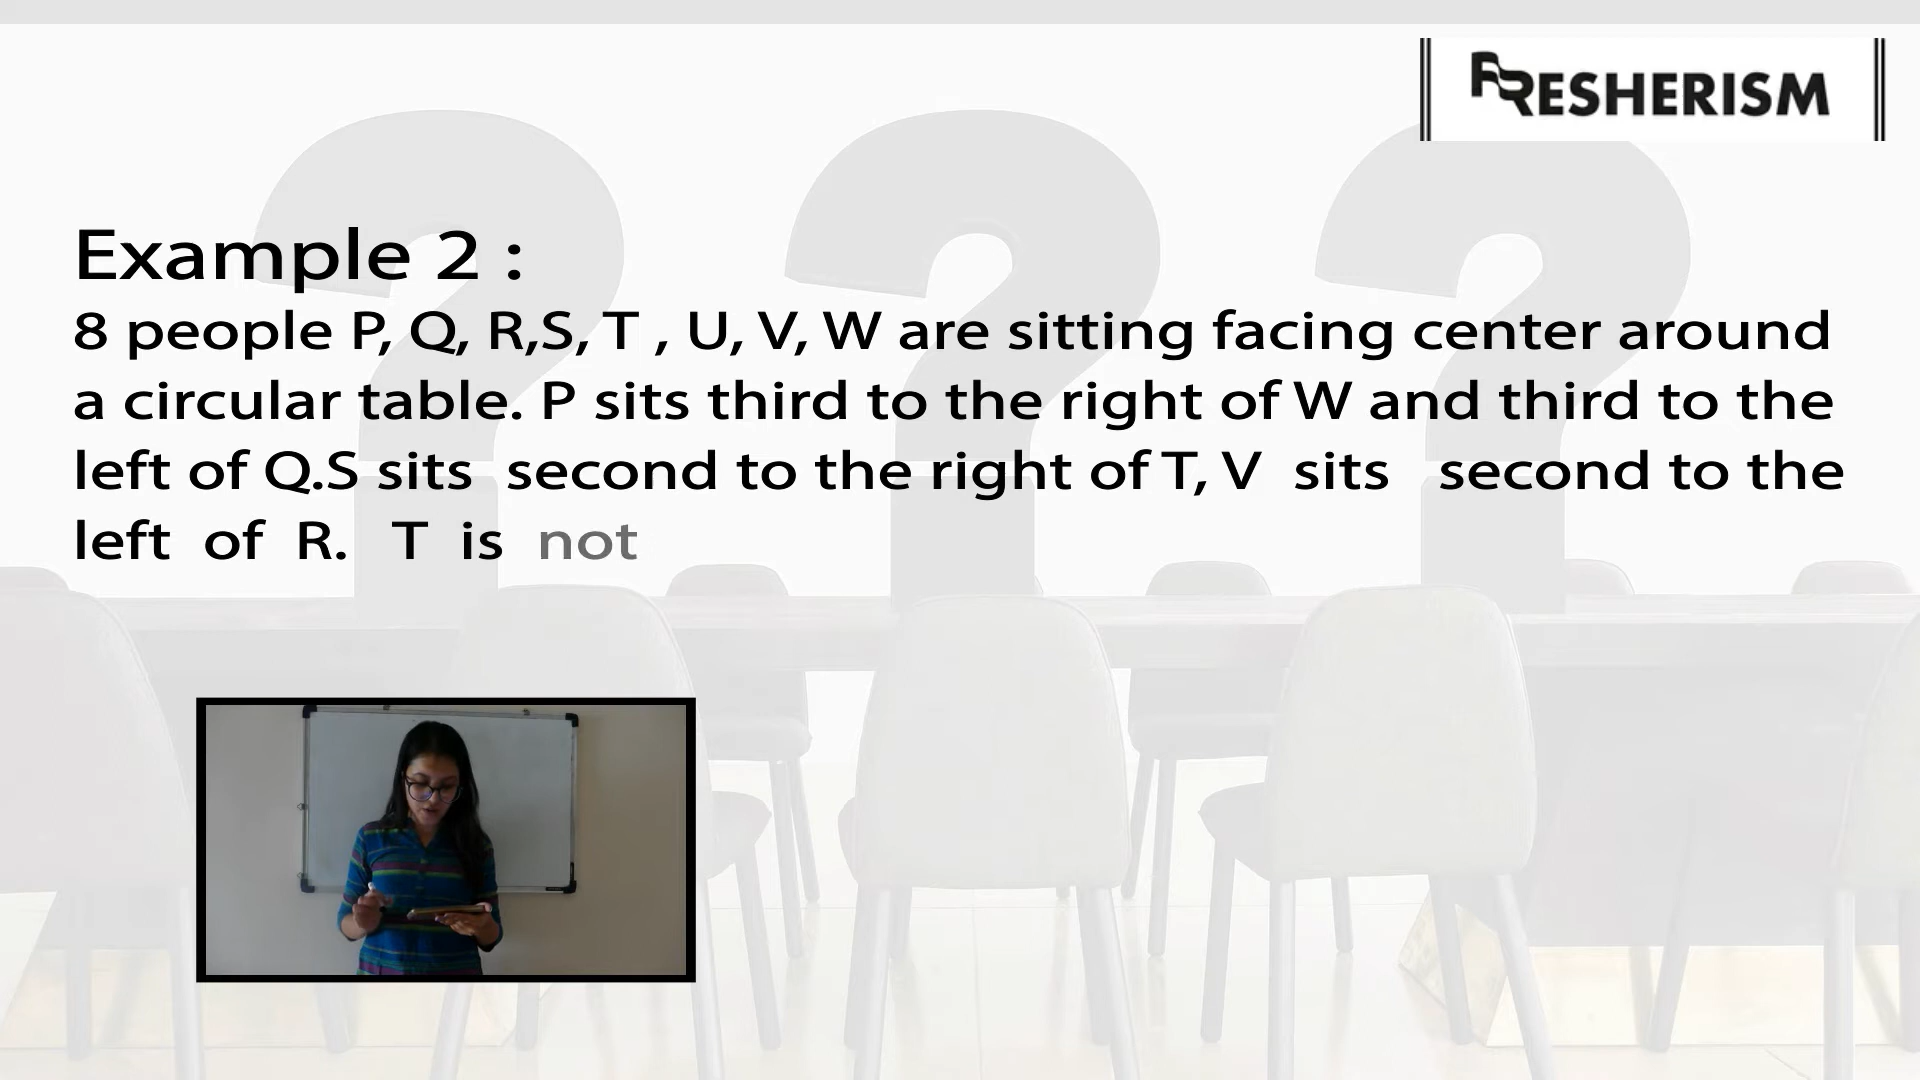 FRESHERISM
Example 2 :
8 people P, Q, R,S, T , U, V, W are sitting facing center around
a circular table. P sits third to the right of W and third to the
left of Q.S sits second to the right of T, V sits second to the
left of R. T is not